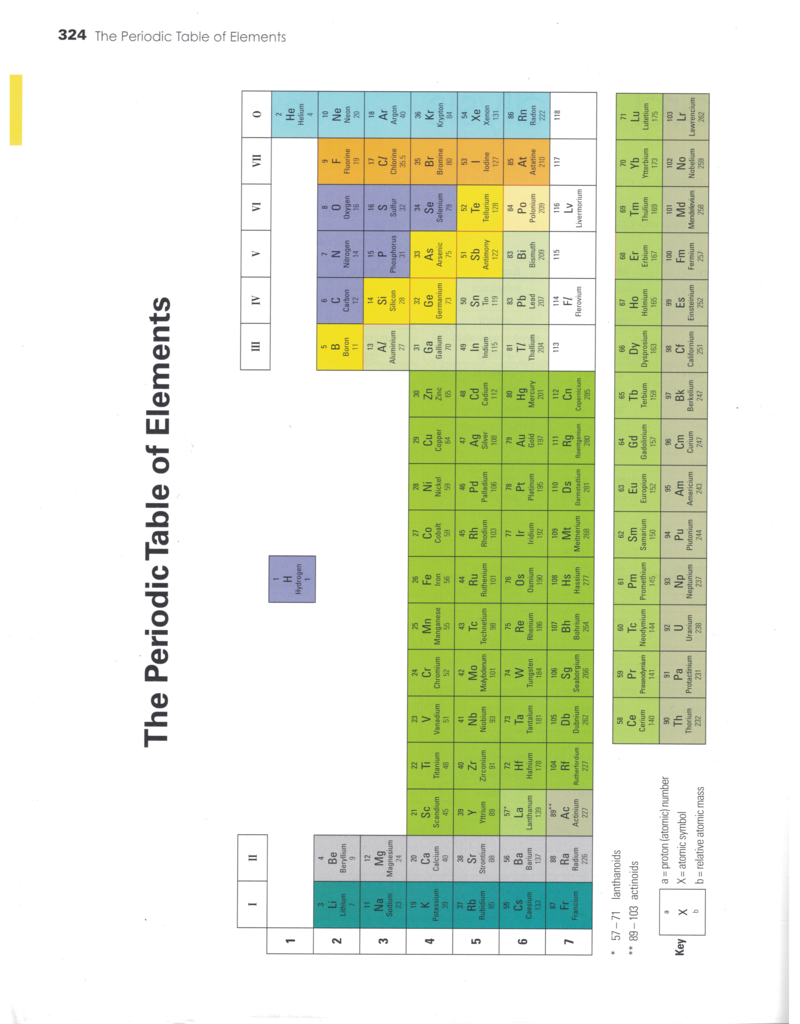 324 The Periodic Table of Elements
The Periodic Table of Elements
I II III IV V VI VII O
1
1 2
H He
Hydrogen Helium
1 4
2
3 4 5 6 7 8 9 10
Li Be B C N O F Ne
Lithium Beryllium Boron Carbon Nitrogen Oxygen Fluorine Neon
7 9 11 12 14 16 19 20
3
11 12 13 14 15 16 17 18
Na Mg Al Si P S Cl Ar
Sodium Magnesium Aluminium Silicon Phosphorus Sulfur Chlorine Argon
23 24 27 28 31 32 35.5 40
4
19 20 21 22 23 24 25 26 27 28 29 30 31 32 33 34 35 36
K Ca Sc Ti V Cr Mn Fe Co Ni Cu Zn Ga Ge As Se Br Kr
Potassium Calcium Scandium Titanium Vanadium Chromium Manganese Iron Cobalt Nickel Copper Zinc Gallium Germanium Arsenic Selenium Bromine Krypton
39 40 45 48 51 52 55 56 59 59 64 65 70 73 75 79 80 84
5
37 38 39 40 41 42 43 44 45 46 47 48 49 50 51 52 53 54
Rb Sr Y Zr Nb Mo Tc Ru Rh Pd Ag Cd In Sn Sb Te I Xe
Rubidium Strontium Yttrium Zirconium Niobium Molybdenum Technetium Ruthenium Rhodium Palladium Silver Cadium Indium Tin Antimony Tellurium Iodine Xenon
85 88 89 91 93 101 98 101 103 106 108 112 115 119 122 128 127 131
6
55 56 57* 72 73 74 75 76 77 78 79 80 81 83 83 84 85 86
Cs Ba La Hf Ta W Re Os Ir Pt Au Hg Tl Pb Bi Po At Rn
Caesium Barium Lanthanum Hafnium Tantalum Tungsten Rhenium Osmium Iridium Platinum Gold Mercury Thallium Lead Bismuth Polonium Astatine Radon
133 137 139 178 181 184 186 190 192 195 197 201 204 207 209 209 210 222
7
87 88 89** 104 105 106 107 108 109 110 111 112 113 114 115 116 117 118
Fr Ra Ac Rf Db Sg Bh Hs Mt Ds Rg Cn Fl Lv
Francium Radium Actinium Rutherfordium Dubnium Seaborgium Bohrium Hassium Meitnerium Darmstadtium Roentgenium Copernicium Flerovium Livermorium
226 227 227 262 266 264 277 268 281 280 285
* 57 – 71 lanthanoids
** 89 – 103 actinoids
58 59 60 61 62 63 64 65 66 67 68 69 70 71
Ce Pr Tc Pm Sm Eu Gd Tb Dy Ho Er Tm Yb Lu
Cerium Praseodymium Neodymium Promethium Samarium Europium Gadolinium Terbium Dysprosium Holmium Erbium Thulium Ytterbium Lutetium
140 141 144 145 150 152 157 159 163 165 167 169 173 175
90 91 92 93 94 95 96 97 98 99 100 101 102 103
Th Pa U Np Pu Am Cm Bk Cf Es Fm Md No Lr
Thorium Protactinium Uranium Neptunium Plutonium Americium Curium Berkelium Californium Einsteinium Fermium Mendelevium Nobelium Lawrencium
232 231 238 237 244 243 247 247 251 252 257 258 259 262
Key
a
X
b
a = proton (atomic) number
X = atomic symbol
b = relative atomic mass